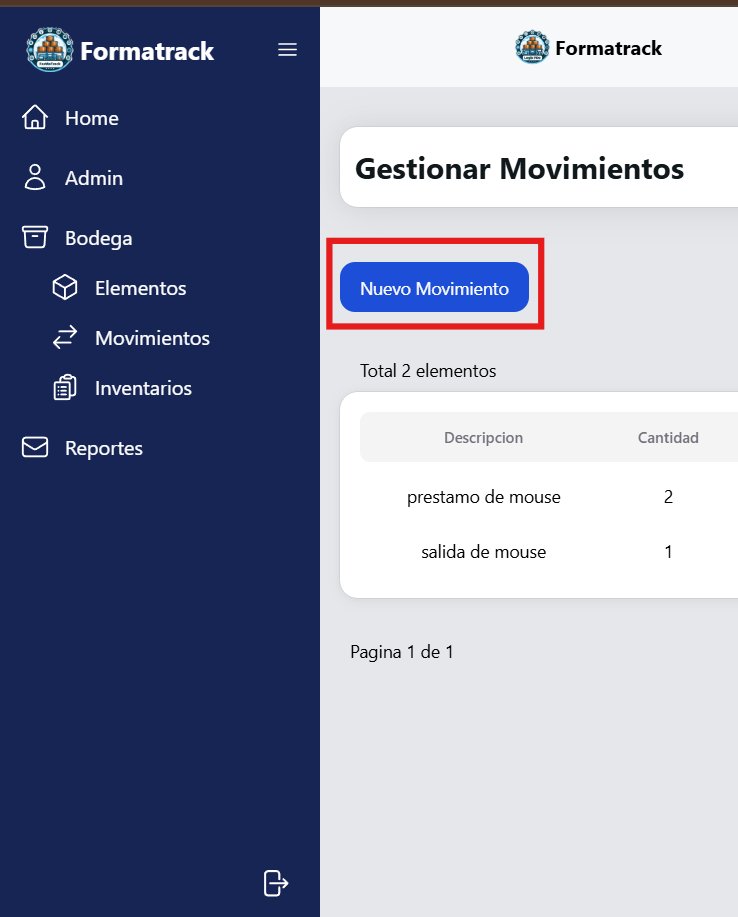 Formatrack
Home
Admin
Bodega
Elementos
Movimientos
Inventarios
Reportes
Formatrack
Gestionar Movimientos
Nuevo Movimiento
Total 2 elementos
Descripcion Cantidad
prestamo de mouse 2
salida de mouse 1
Pagina 1 de 1